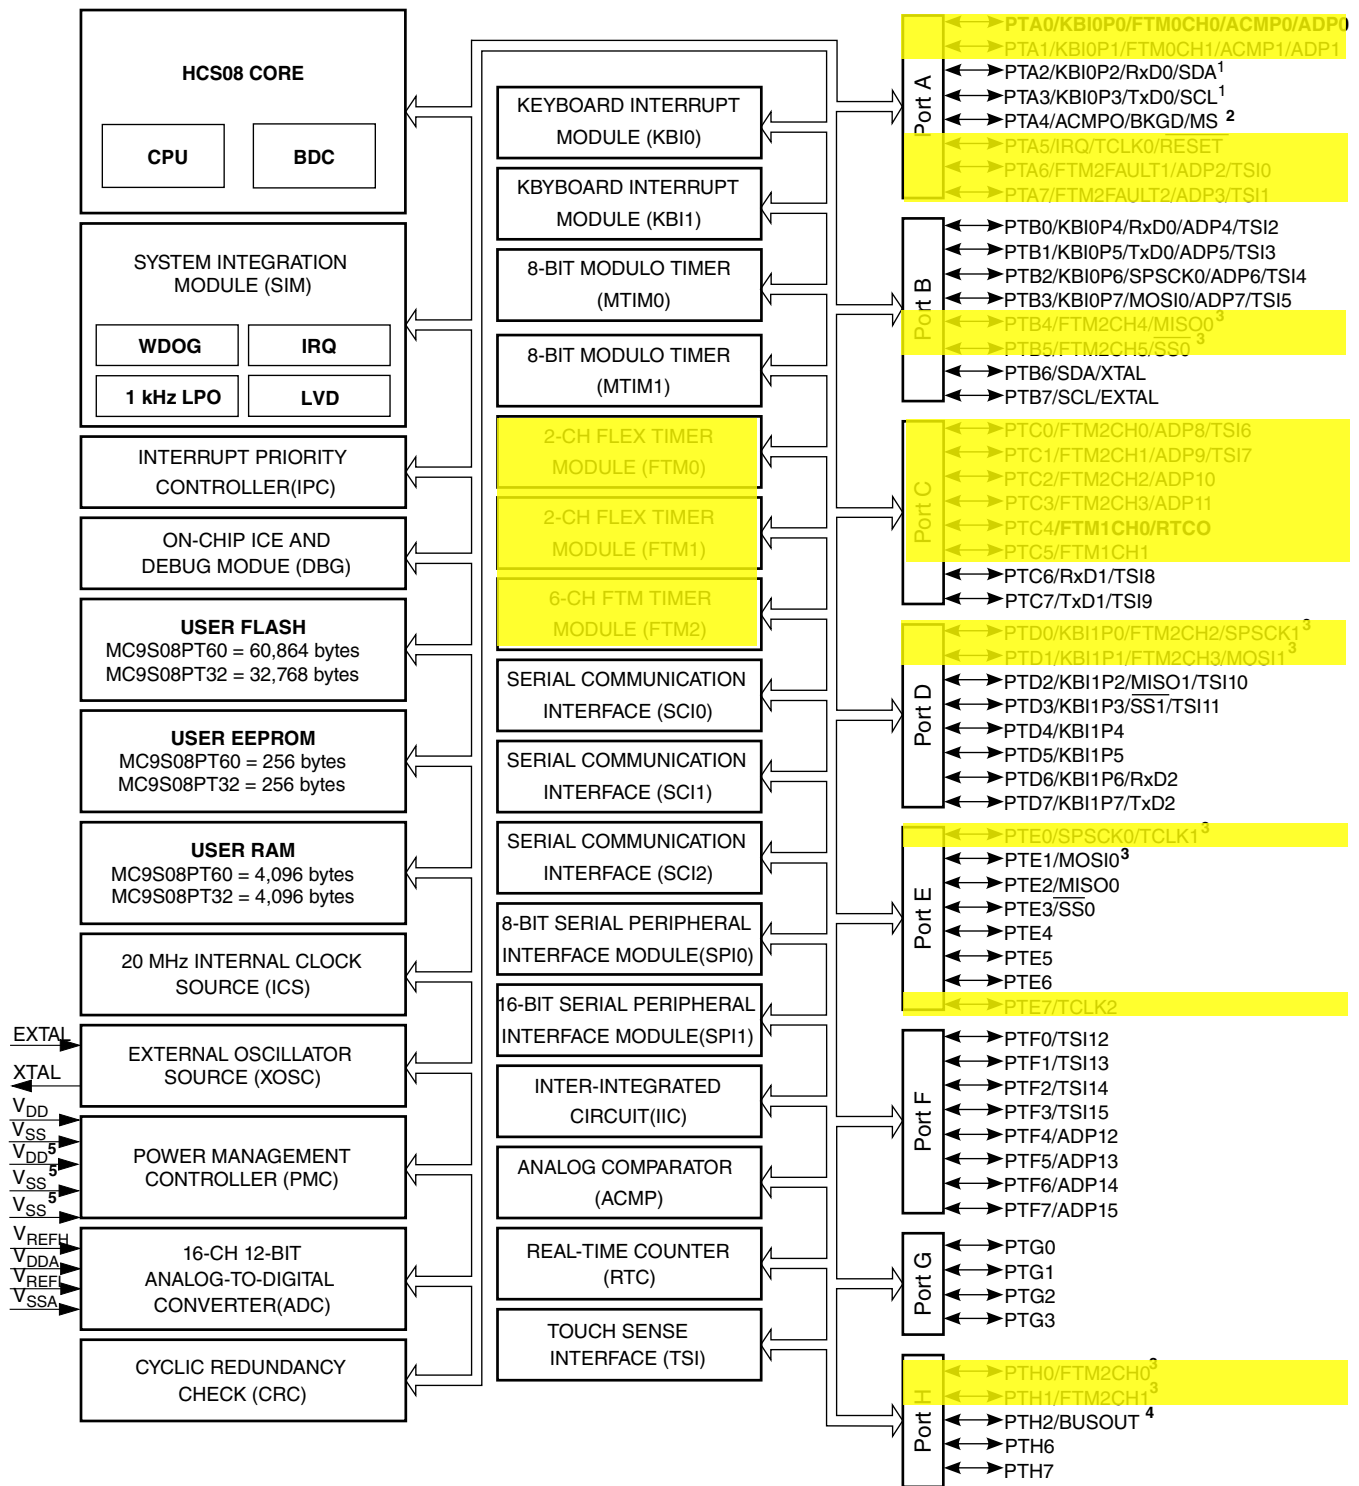 HCS08 CORE
CPU
BDC
SYSTEM INTEGRATION
MODULE (SIM)
WDOG
IRQ
1 kHz LPO
LVD
INTERRUPT PRIORITY
CONTROLLER(IPC)
ON-CHIP ICE AND
DEBUG MODUE (DBG)
USER FLASH
MC9S08PT60 = 60,864 bytes
MC9S08PT32 = 32,768 bytes
USER EEPROM
MC9S08PT60 = 256 bytes
MC9S08PT32 = 256 bytes
USER RAM
MC9S08PT60 = 4,096 bytes
MC9S08PT32 = 4,096 bytes
20 MHz INTERNAL CLOCK
SOURCE (ICS)
EXTAL
XTAL
EXTERNAL OSCILLATOR
SOURCE (XOSC)
VDD
VSS
VDD5
VSS5
VSS5
POWER MANAGEMENT
CONTROLLER (PMC)
VREFH
VDDA
VREFL
VSSA
16-CH 12-BIT
ANALOG-TO-DIGITAL
CONVERTER(ADC)
CYCLIC REDUNDANCY
CHECK (CRC)
KEYBOARD INTERRUPT
MODULE (KBI0)
KBYBOARD INTERRUPT
MODULE (KBI1)
8-BIT MODULO TIMER
(MTIM0)
8-BIT MODULO TIMER
(MTIM1)
2-CH FLEX TIMER
MODULE (FTM0)
2-CH FLEX TIMER
MODULE (FTM1)
6-CH FTM TIMER
MODULE (FTM2)
SERIAL COMMUNICATION
INTERFACE (SCI0)
SERIAL COMMUNICATION
INTERFACE (SCI1)
SERIAL COMMUNICATION
INTERFACE (SCI2)
8-BIT SERIAL PERIPHERAL
INTERFACE MODULE(SPI0)
16-BIT SERIAL PERIPHERAL
INTERFACE MODULE(SPI1)
INTER-INTEGRATED
CIRCUIT(IIC)
ANALOG COMPARATOR
(ACMP)
REAL-TIME COUNTER
(RTC)
TOUCH SENSE
INTERFACE (TSI)
Port A
PTA0/KBI0P0/FTM0CH0/ACMP0/ADP0
PTA1/KBI0P1/FTM0CH1/ACMP1/ADP1
PTA2/KBI0P2/RxD0/SDA1
PTA3/KBI0P3/TxD0/SCL1
PTA4/ACMPO/BKGD/MS 2
PTA5/IRQ/TCLK0/RESET
PTA6/FTM2FAULT1/ADP2/TSI0
PTA7/FTM2FAULT2/ADP3/TSI1
Port B
PTB0/KBI0P4/RxD0/ADP4/TSI2
PTB1/KBI0P5/TxD0/ADP5/TSI3
PTB2/KBI0P6/SPSCK0/ADP6/TSI4
PTB3/KBI0P7/MOSI0/ADP7/TSI5
PTB4/FTM2CH4/MISO03
PTB5/FTM2CH5/SS0 3
PTB6/SDA/XTAL
PTB7/SCL/EXTAL
Port C
PTC0/FTM2CH0/ADP8/TSI6
PTC1/FTM2CH1/ADP9/TSI7
PTC2/FTM2CH2/ADP10
PTC3/FTM2CH3/ADP11
PTC4/FTM1CH0/RTCO
PTC5/FTM1CH1
PTC6/RxD1/TSI8
PTC7/TxD1/TSI9
Port D
PTD0/KBI1P0/FTM2CH2/SPSCK13
PTD1/KBI1P1/FTM2CH3/MOSI13
PTD2/KBI1P2/MISO1/TSI10
PTD3/KBI1P3/SS1/TSI11
PTD4/KBI1P4
PTD5/KBI1P5
PTD6/KBI1P6/RxD2
PTD7/KBI1P7/TxD2
Port E
PTE0/SPSCK0/TCLK13
PTE1/MOSI03
PTE2/MISO0
PTE3/SS0
PTE4
PTE5
PTE6
PTE7/TCLK2
Port F
PTF0/TSI12
PTF1/TSI13
PTF2/TSI14
PTF3/TSI15
PTF4/ADP12
PTF5/ADP13
PTF6/ADP14
PTF7/ADP15
Port G
PTG0
PTG1
PTG2
PTG3
Port H
PTH0/FTM2CH03
PTH1/FTM2CH13
PTH2/BUSOUT 4
PTH6
PTH7